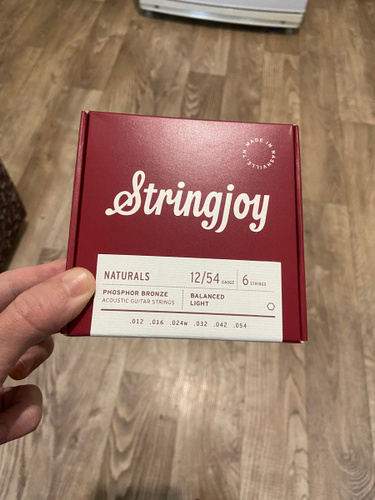 MADE IN NASHVILLE, TN
Stringjoy
NATURALS 12/54 GAUGE 6 STRINGS
PHOSPHOR BRONZE BALANCED
ACOUSTIC GUITAR STRINGS LIGHT
.012 .016 .024w .032 .042 .054